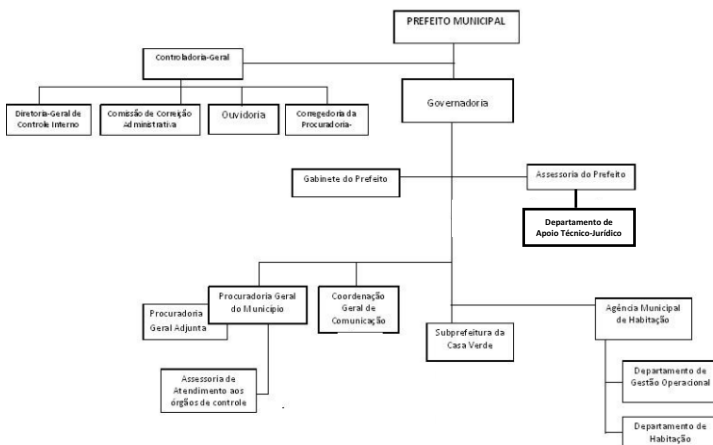 PREFEITO MUNICIPAL
Controladoria-Geral
Governadoria
Diretoria-Geral de
Controle Interno
Comissão de Correição
Administrativa
Ouvidoria
Corregedoria da
Procuradoria-
Gabinete do Prefeito
Assessoria do Prefeito
Departamento de
Apoio Técnico-Jurídico
Procuradoria
Geral Adjunta
Procuradoria Geral
do Município
Coordenação
Geral de
Comunicação
Subprefeitura da
Casa Verde
Agência Municipal
de Habitação
Assessoria de
Atendimento aos
órgãos de controle
Departamento de
Gestão Operacional
Departamento de
Habitação